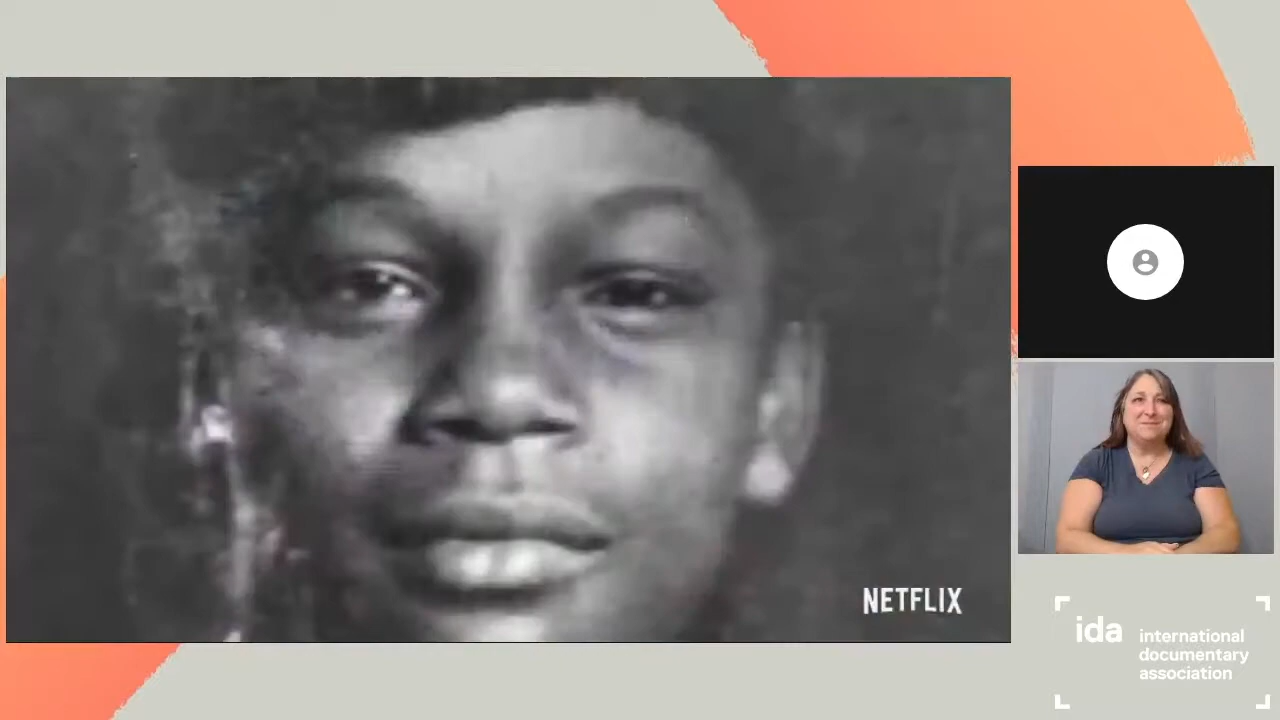 NETFLIX
ida
international
documentary
association